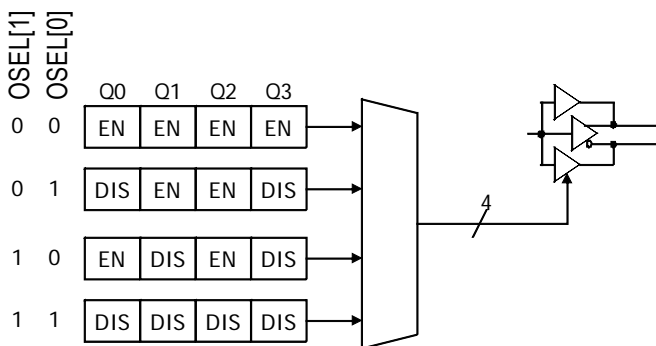 OSEL[1] OSEL[0]
Q0 Q1 Q2 Q3
0 0 EN EN EN EN
0 1 DIS EN EN DIS
4
1 0 EN DIS EN DIS
1 1 DIS DIS DIS DIS